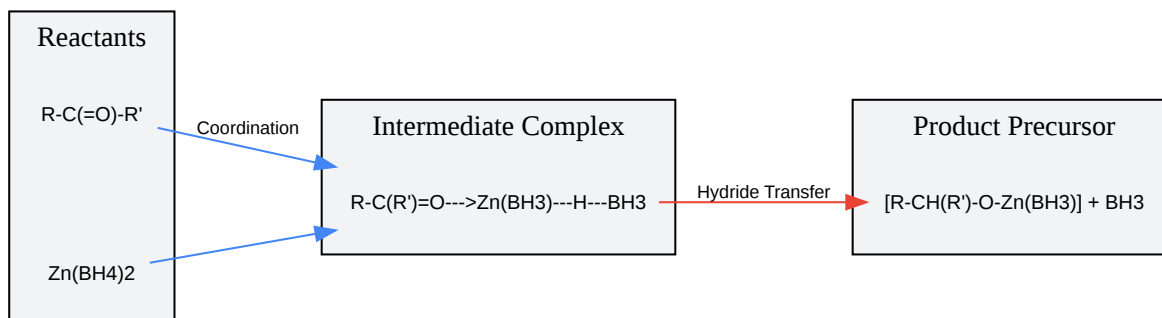 Reactants
R-C(=O)-R'
Zn(BH4)2
Coordination
Intermediate Complex
R-C(R')=O--->Zn(BH3)---H---BH3
Hydride Transfer
Product Precursor
[R-CH(R')-O-Zn(BH3)] + BH3